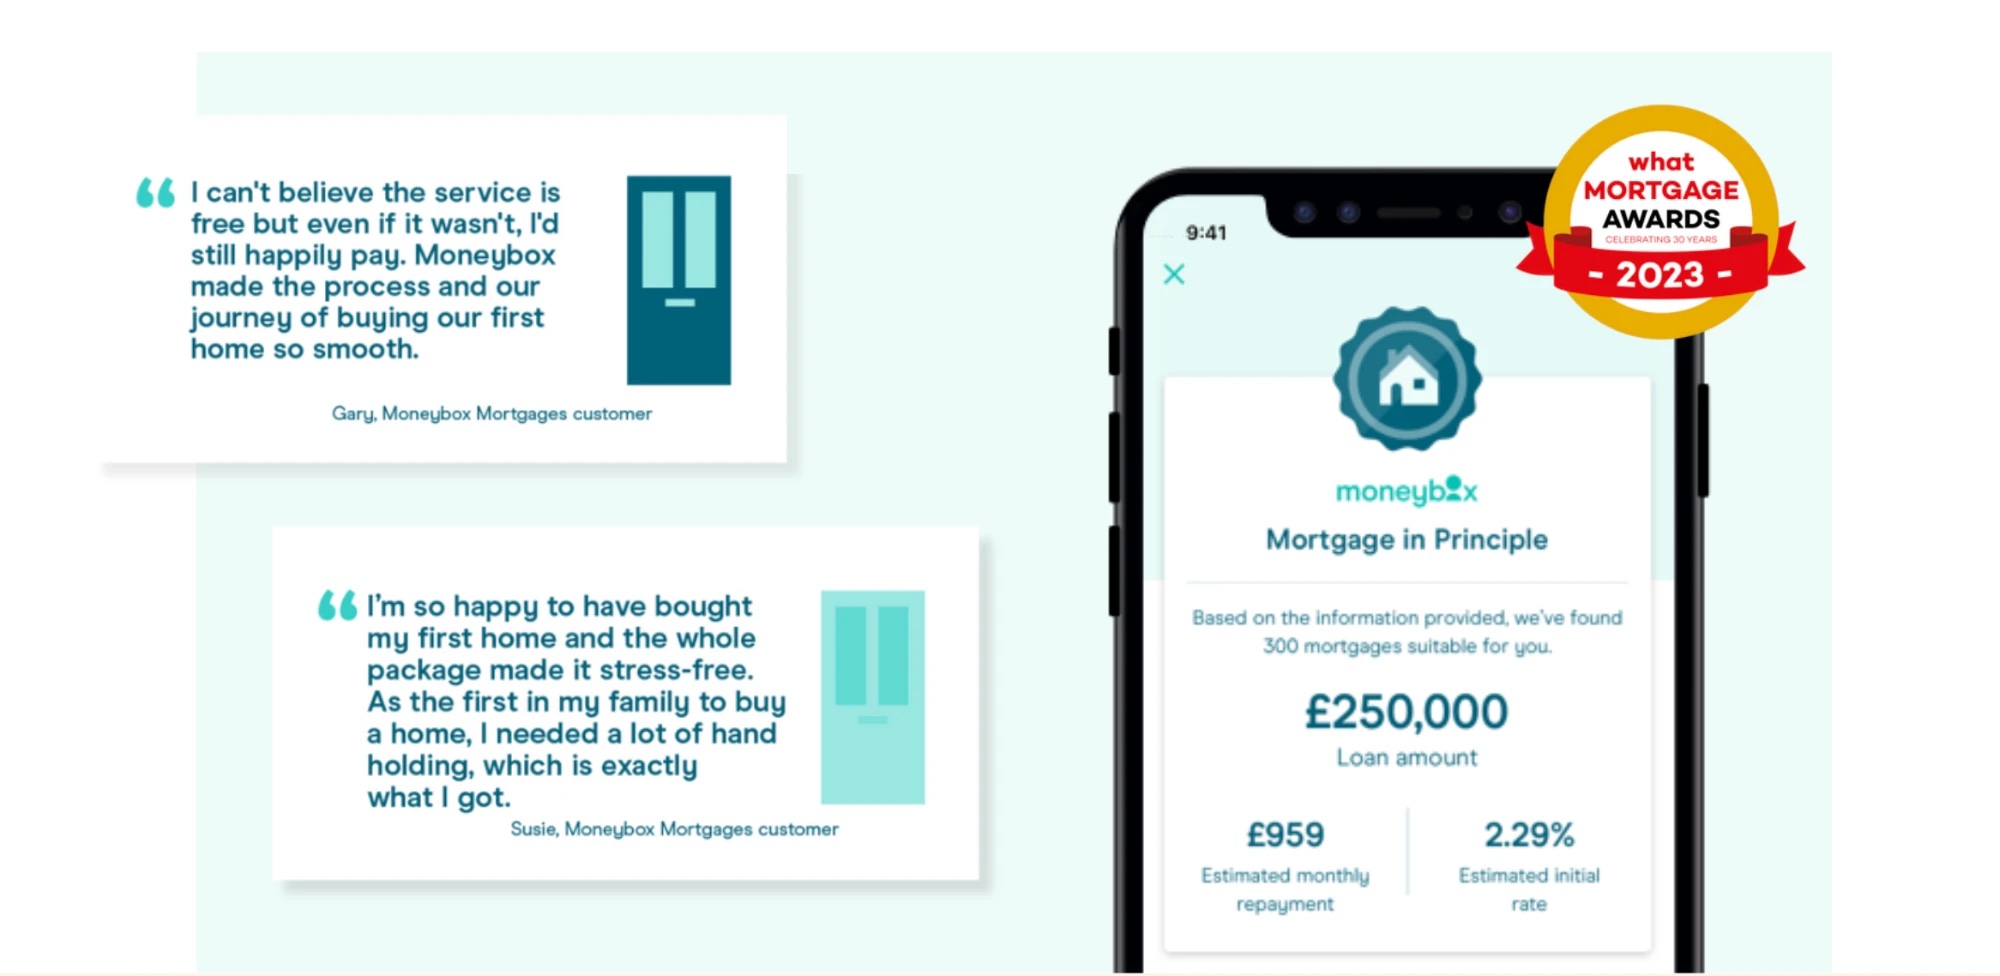 I can't believe the service is
free but even if it wasn't, I'd
still happily pay. Moneybox
made the process and our
journey of buying our first
home so smooth.
Gary, Moneybox Mortgages customer
I’m so happy to have bought
my first home and the whole
package made it stress-free.
As the first in my family to buy
a home, I needed a lot of hand
holding, which is exactly
what I got.
Susie, Moneybox Mortgages customer
9:41
what
MORTGAGE
AWARDS
CELEBRATING 30 YEARS
- 2023 -
moneybox
Mortgage in Principle
Based on the information provided, we’ve found
300 mortgages suitable for you.
£250,000
Loan amount
£959
Estimated monthly
repayment
2.29%
Estimated initial
rate